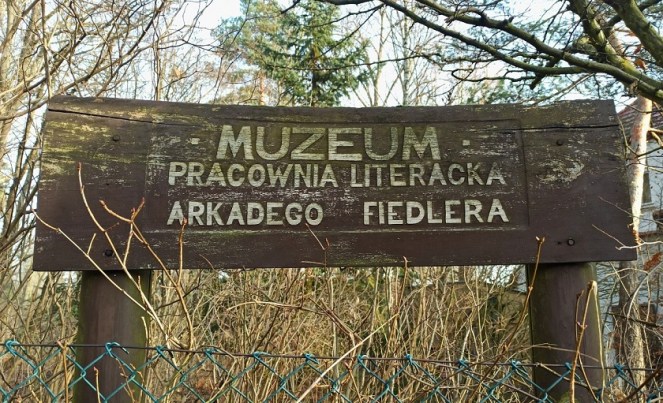 MUZEUM
PRACOWNIA LITERACKA
ARKADEGO FIEDLERA